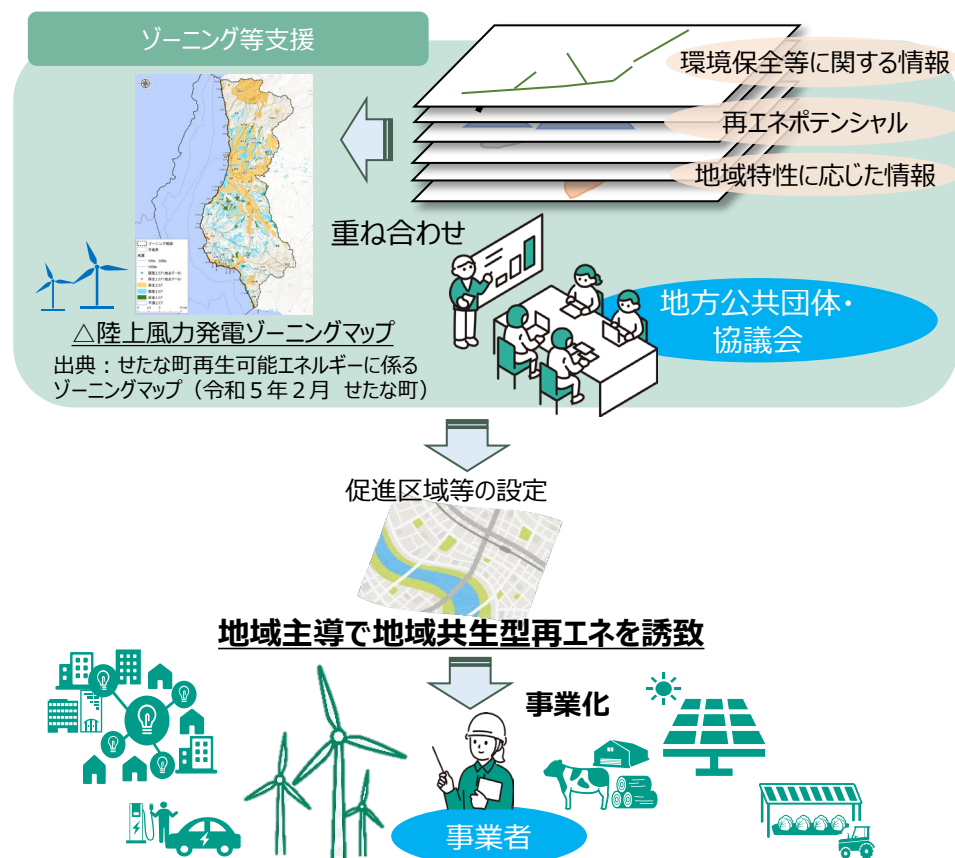 ゾーニング等支援
環境保全等に関する情報
再エネポテンシャル
地域特性に応じた情報
重ね合わせ
地方公共団体・
協議会
△陸上風力発電ゾーニングマップ
出典：せたな町再生可能エネルギーに係る
ゾーニングマップ（令和５年２月 せたな町）
促進区域等の設定
地域主導で地域共生型再エネを誘致
事業化
事業者